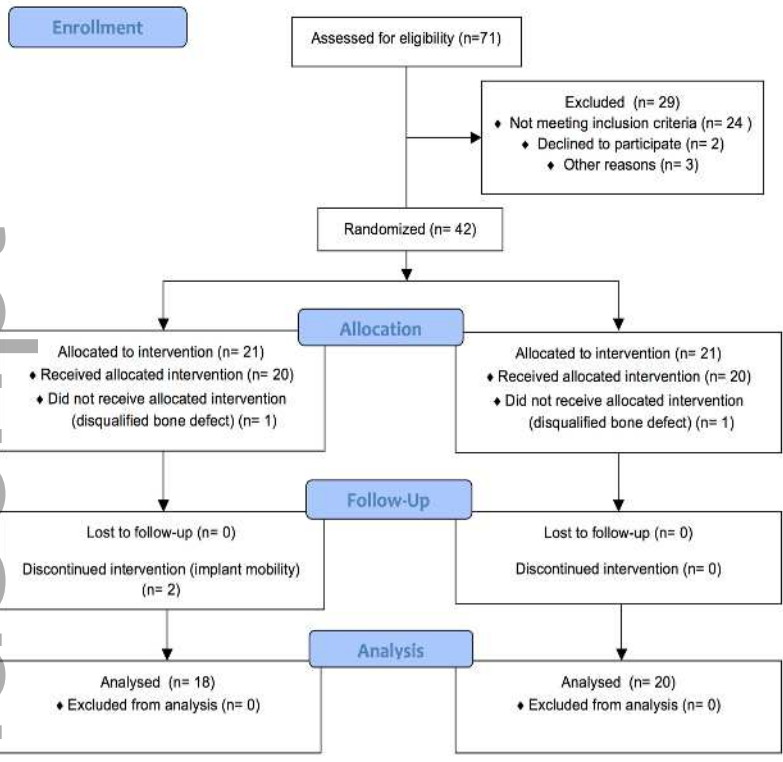 Enrollment
Assessed for eligibility (n=71)
Excluded (n= 29)
♦ Not meeting inclusion criteria (n= 24 )
♦ Declined to participate (n= 2)
♦ Other reasons (n= 3)
Randomized (n= 42)
Allocation
Allocated to intervention (n= 21)
♦ Received allocated intervention (n= 20)
♦ Did not receive allocated intervention
(disqualified bone defect) (n= 1)
Allocated to intervention (n= 21)
♦ Received allocated intervention (n= 20)
♦ Did not receive allocated intervention
(disqualified bone defect) (n= 1)
Follow-Up
Lost to follow-up (n= 0)
Discontinued intervention (implant mobility)
(n= 2)
Lost to follow-up (n= 0)
Discontinued intervention (n= 0)
Analysis
Analysed (n= 18)
♦ Excluded from analysis (n= 0)
Analysed (n= 20)
♦ Excluded from analysis (n= 0)